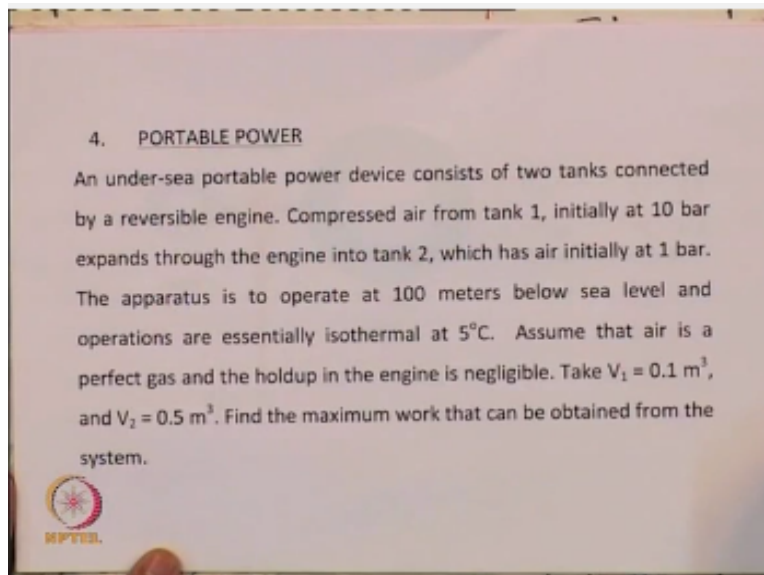 4. PORTABLE POWER
An under-sea portable power device consists of two tanks connected
by a reversible engine. Compressed air from tank 1, initially at 10 bar
expands through the engine into tank 2, which has air initially at 1 bar.
The apparatus is to operate at 100 meters below sea level and
operations are essentially isothermal at 5°C. Assume that air is a
perfect gas and the holdup in the engine is negligible. Take V₁ = 0.1 m³,
and V₂ = 0.5 m³. Find the maximum work that can be obtained from the
system.
NPTEL